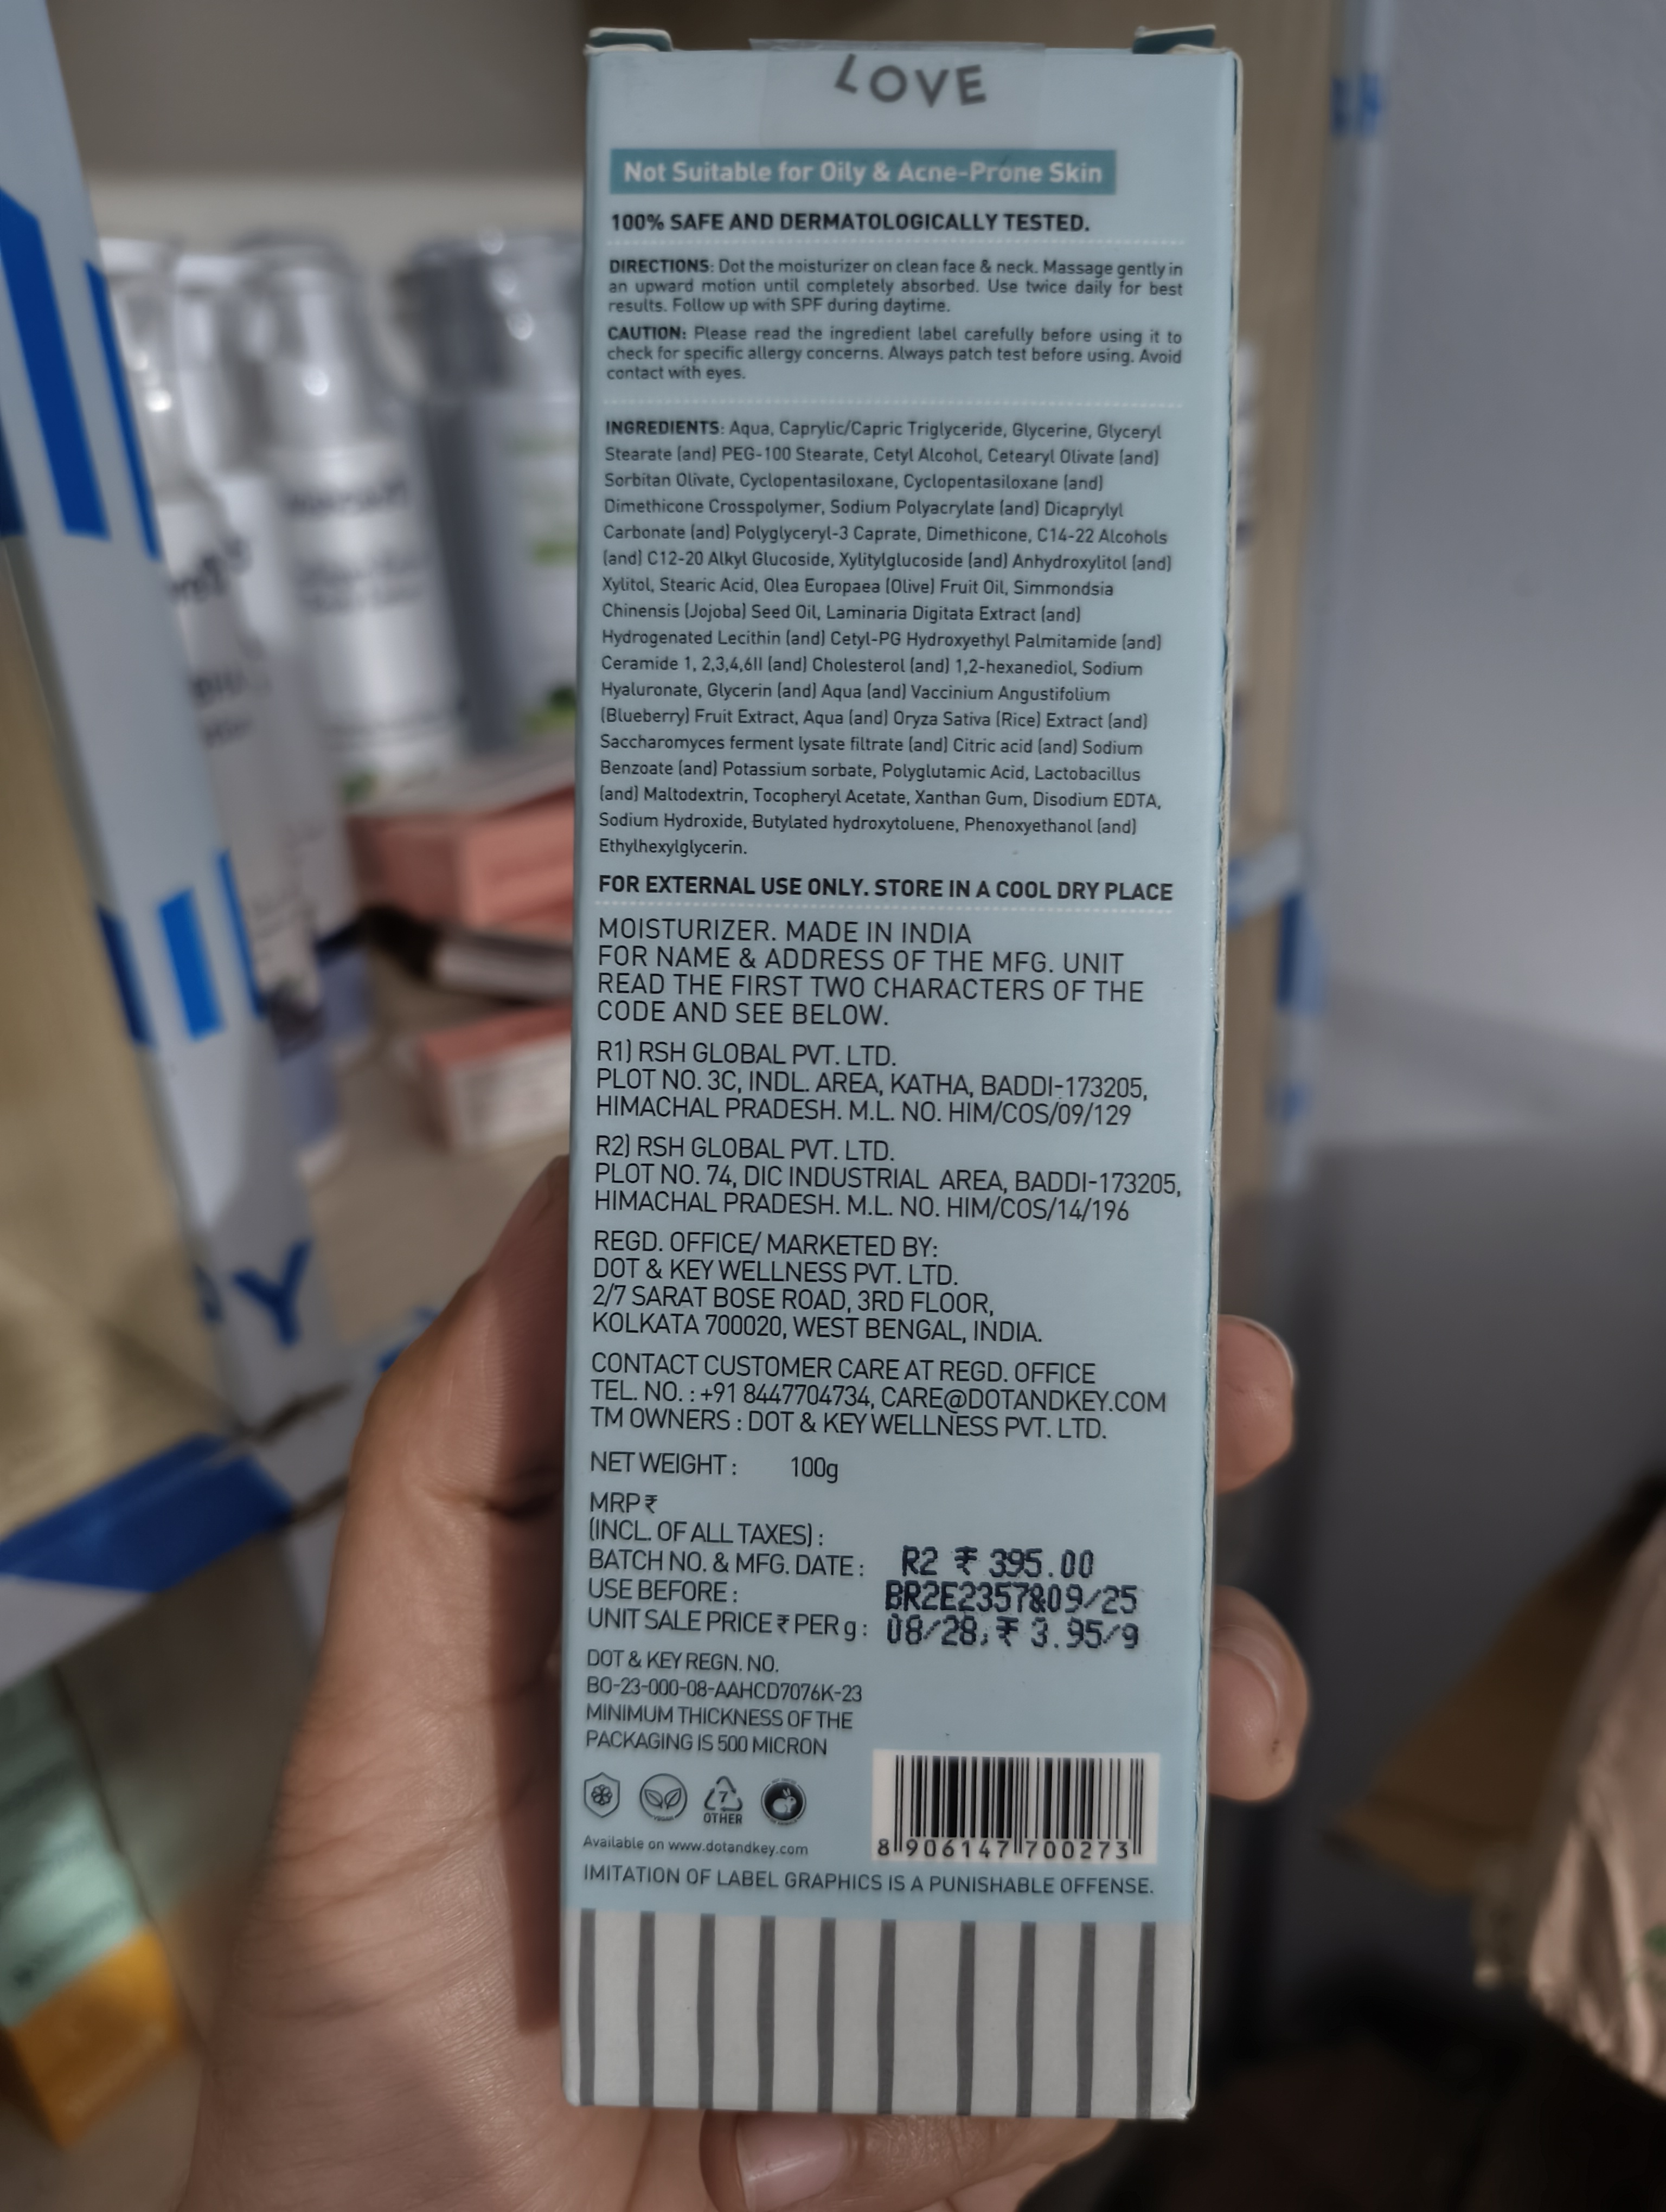 LOVE
Not Suitable for Oily & Acne-Prone Skin
100% SAFE AND DERMATOLOGICALLY TESTED.
DIRECTIONS: Dot the moisturizer on clean face & neck. Massage gently in
an upward motion until completely absorbed. Use twice daily for best
results. Follow up with SPF during daytime.
CAUTION: Please read the ingredient label carefully before using it to
check for specific allergy concerns. Always patch test before using. Avoid
contact with eyes.
INGREDIENTS: Aqua, Caprylic/Capric Triglyceride, Glycerine, Glyceryl
Stearate (and) PEG-100 Stearate, Cetyl Alcohol, Cetearyl Olivate (and)
Sorbitan Olivate, Cyclopentasiloxane, Cyclopentasiloxane (and)
Dimethicone Crosspolymer, Sodium Polyacrylate (and) Dicaprylyl
Carbonate (and) Polyglyceryl-3 Caprate, Dimethicone, C14-22 Alcohols
(and) C12-20 Alkyl Glucoside, Xylitylglucoside (and) Anhydroxylitol (and)
Xylitol, Stearic Acid, Olea Europaea (Olive) Fruit Oil, Simmondsia
Chinensis (Jojoba) Seed Oil, Laminaria Digitata Extract (and)
Hydrogenated Lecithin (and) Cetyl-PG Hydroxyethyl Palmitamide (and)
Ceramide 1, 2,3,4,6II (and) Cholesterol (and) 1,2-hexanediol, Sodium
Hyaluronate, Glycerin (and) Aqua (and) Vaccinium Angustifolium
(Blueberry) Fruit Extract, Aqua (and) Oryza Sativa (Rice) Extract (and)
Saccharomyces ferment lysate filtrate (and) Citric acid (and) Sodium
Benzoate (and) Potassium sorbate, Polyglutamic Acid, Lactobacillus
(and) Maltodextrin, Tocopheryl Acetate, Xanthan Gum, Disodium EDTA,
Sodium Hydroxide, Butylated hydroxytoluene, Phenoxyethanol (and)
Ethylhexylglycerin.
FOR EXTERNAL USE ONLY. STORE IN A COOL DRY PLACE
MOISTURIZER. MADE IN INDIA
FOR NAME & ADDRESS OF THE MFG. UNIT
READ THE FIRST TWO CHARACTERS OF THE
CODE AND SEE BELOW.
R1) RSH GLOBAL PVT. LTD.
PLOT NO. 3C, INDL. AREA, KATHA, BADDI-173205,
HIMACHAL PRADESH. M.L. NO. HIM/COS/09/129
R2) RSH GLOBAL PVT. LTD.
PLOT NO. 74, DIC INDUSTRIAL AREA, BADDI-173205,
HIMACHAL PRADESH. M.L. NO. HIM/COS/14/196
REGD. OFFICE/ MARKETED BY:
DOT & KEY WELLNESS PVT. LTD.
2/7 SARAT BOSE ROAD, 3RD FLOOR,
KOLKATA 700020, WEST BENGAL, INDIA.
CONTACT CUSTOMER CARE AT REGD. OFFICE
TEL. NO. : +91 8447704734, CARE@DOTANDKEY.COM
TM OWNERS : DOT & KEY WELLNESS PVT. LTD.
NET WEIGHT : 100g
MRP ₹
(INCL. OF ALL TAXES) :
BATCH NO. & MFG. DATE : R2 ₹ 395.00
USE BEFORE : BR2E2357&09/25
UNIT SALE PRICE ₹ PER g : 08/28,₹ 3.95/g
DOT & KEY REGN. NO.
BO-23-000-08-AAHCD7076K-23
MINIMUM THICKNESS OF THE
PACKAGING IS 500 MICRON
7
OTHER
Available on www.dotandkey.com
8 906147 700273
IMITATION OF LABEL GRAPHICS IS A PUNISHABLE OFFENSE.
Y